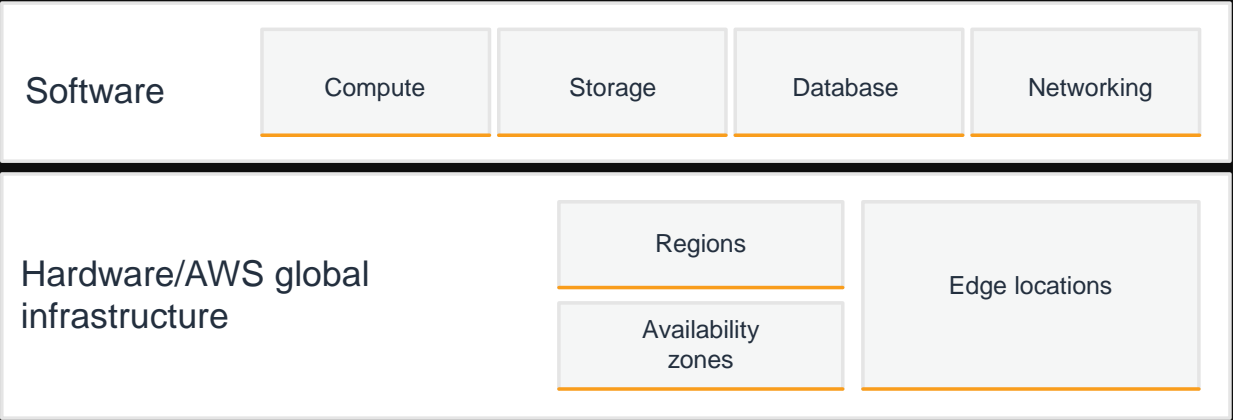 Software
Compute
Storage
Database
Networking
Hardware/AWS global
infrastructure
Regions
Availability
zones
Edge locations